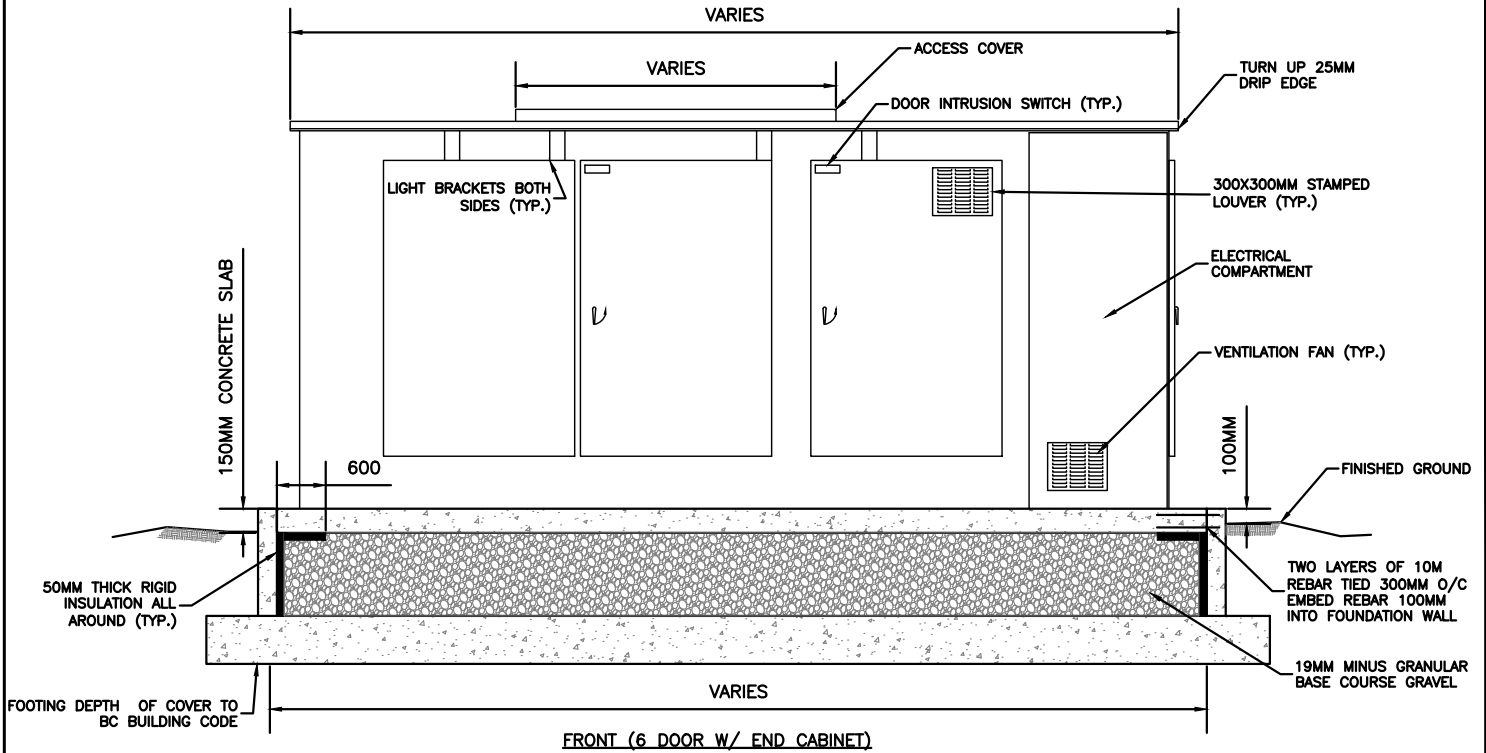 VARIES
VARIES
ACCESS COVER
TURN UP 25MM
DRIP EDGE
DOOR INTRUSION SWITCH (TYP.)
LIGHT BRACKETS BOTH
SIDES (TYP.)
300X300MM STAMPED
LOUVER (TYP.)
ELECTRICAL
COMPARTMENT
150MM CONCRETE SLAB
VENTILATION FAN (TYP.)
600
100MM
FINISHED GROUND
50MM THICK RIGID
INSULATION ALL
AROUND (TYP.)
TWO LAYERS OF 10M
REBAR TIED 300MM O/C
EMBED REBAR 100MM
INTO FOUNDATION WALL
19MM MINUS GRANULAR
BASE COURSE GRAVEL
VARIES
FOOTING DEPTH OF COVER TO
BC BUILDING CODE
FRONT (6 DOOR W/ END CABINET)